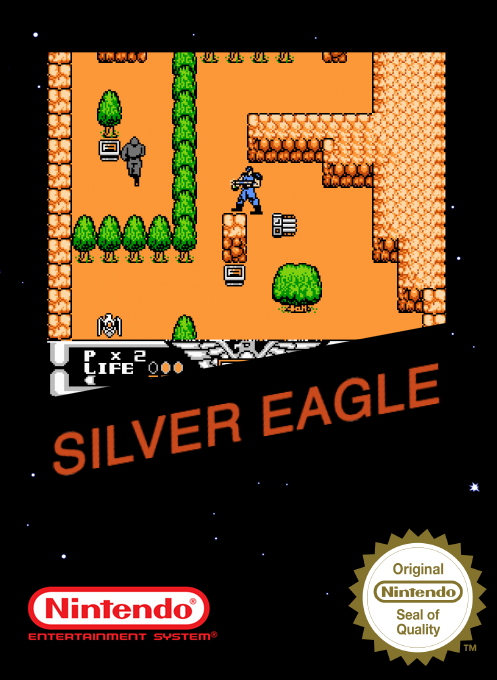 P x 2
LIFE
SILVER EAGLE
Nintendo®
ENTERTAINMENT SYSTEM®
Original
Nintendo
Seal of
Quality
TM